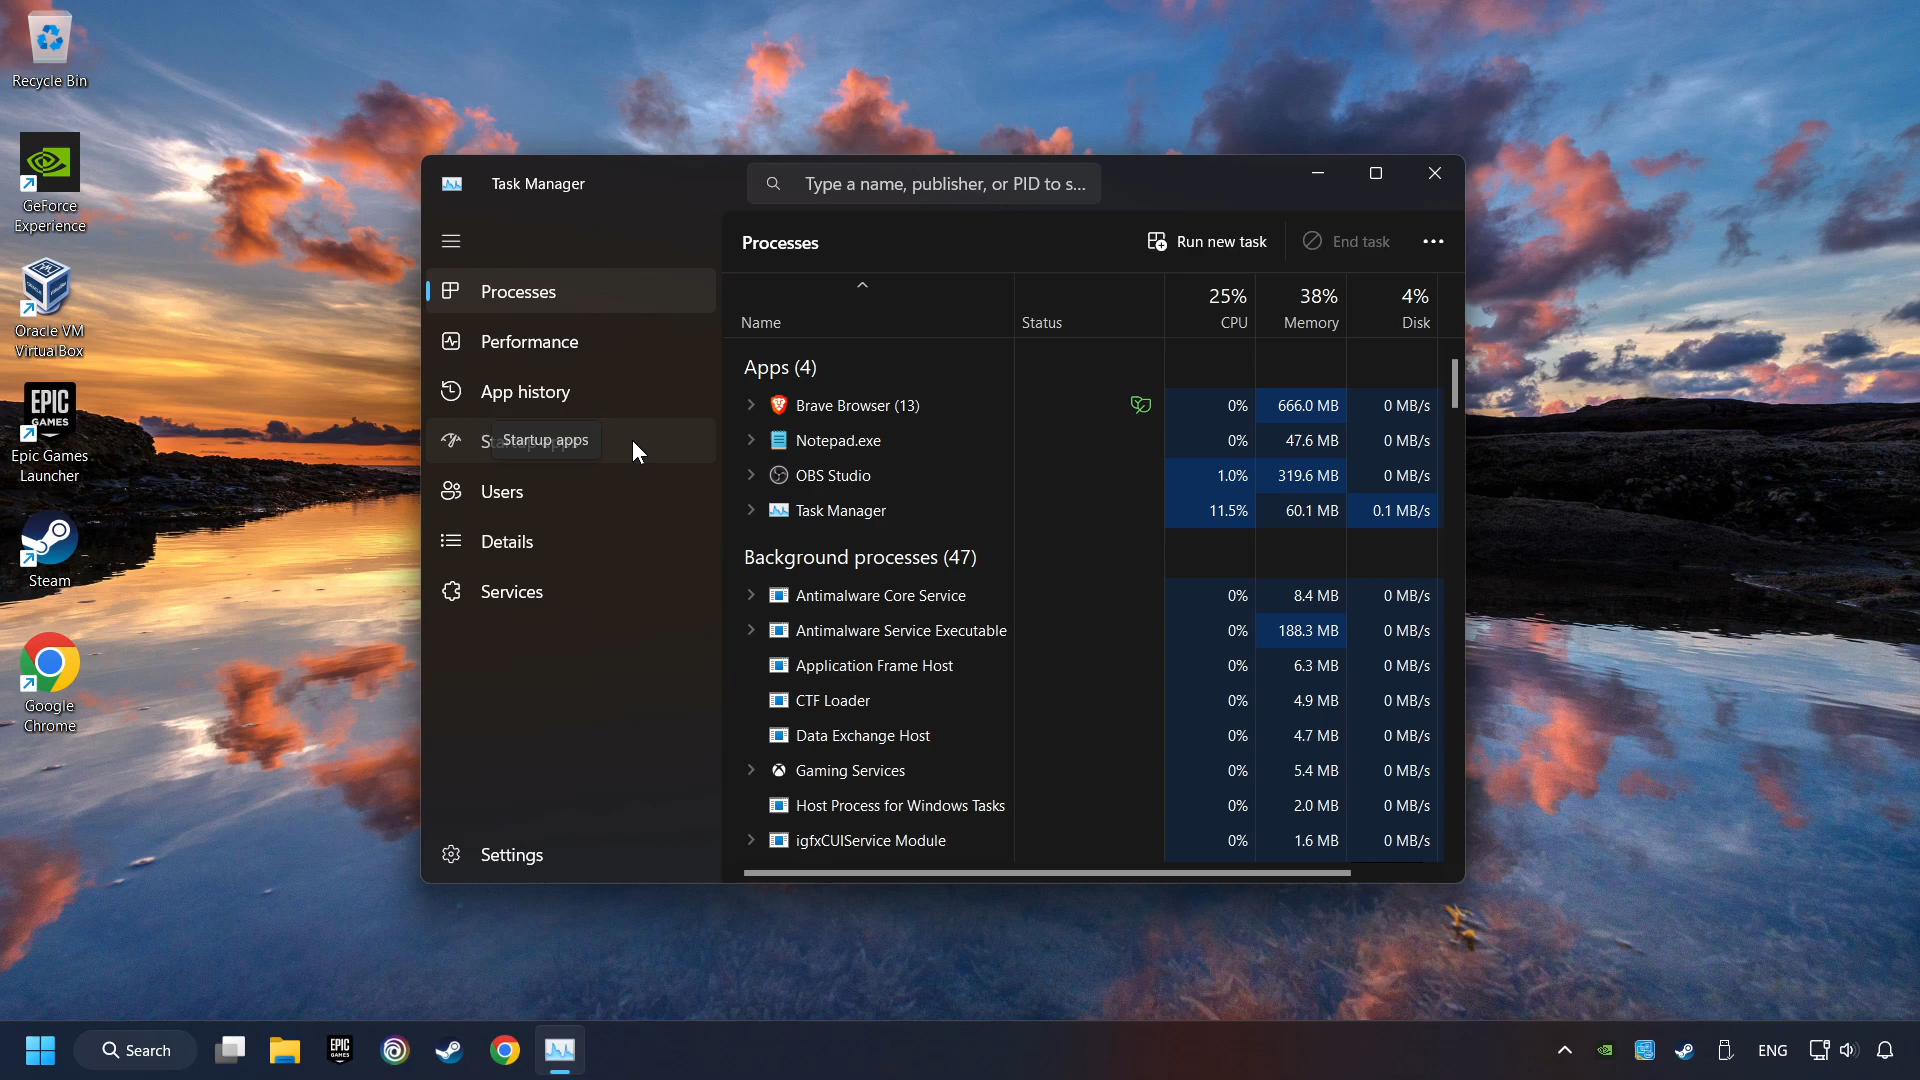 Recycle Bin
GeForce
Experience
Oracle VM
VirtualBox
EPIC
GAMES
Epic Games
Launcher
Steam
Google
Chrome
Task Manager
Type a name, publisher, or PID to s...
Processes
Run new task
End task
Processes
Performance
App history
Startup apps
Users
Details
Services
Settings
25% 38% 4%
Name Status CPU Memory Disk
Apps (4)
Brave Browser (13) 0% 666.0 MB 0 MB/s
Notepad.exe 0% 47.6 MB 0 MB/s
OBS Studio 1.0% 319.6 MB 0 MB/s
Task Manager 11.5% 60.1 MB 0.1 MB/s
Background processes (47)
Antimalware Core Service 0% 8.4 MB 0 MB/s
Antimalware Service Executable 0% 188.3 MB 0 MB/s
Application Frame Host 0% 6.3 MB 0 MB/s
CTF Loader 0% 4.9 MB 0 MB/s
Data Exchange Host 0% 4.7 MB 0 MB/s
Gaming Services 0% 5.4 MB 0 MB/s
Host Process for Windows Tasks 0% 2.0 MB 0 MB/s
igfxCUIService Module 0% 1.6 MB 0 MB/s
Search
EPIC
GAMES
ENG